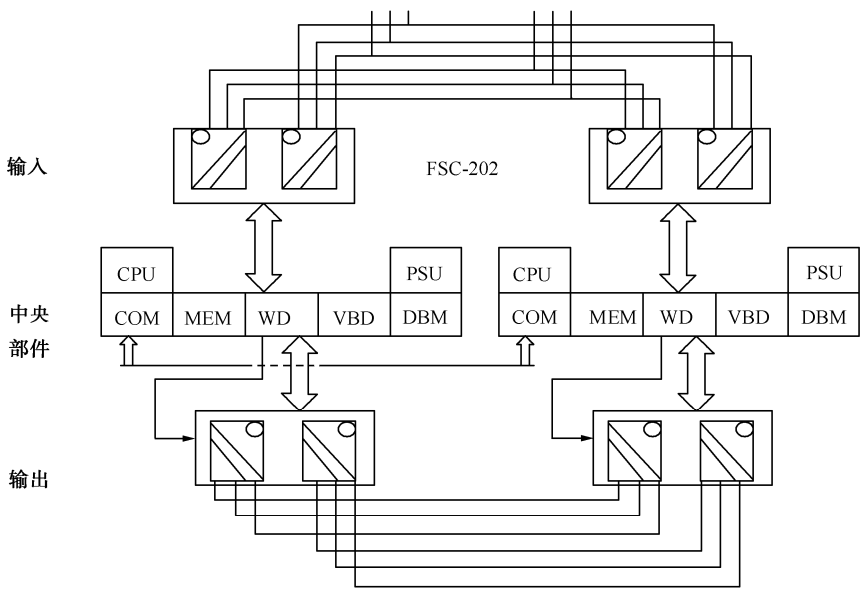 输入
FSC-202
CPU
PSU
CPU
PSU
中央
部件
COM MEM WD VBD DBM
COM MEM WD VBD DBM
输出